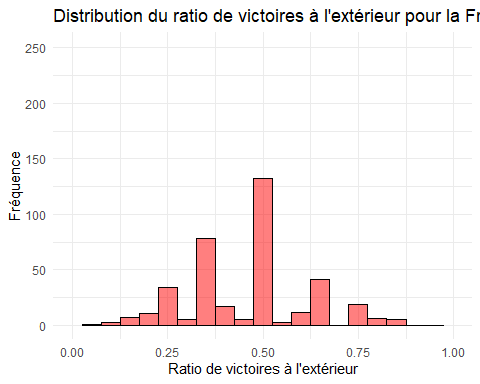 Distribution du ratio de victoires à l'extérieur pour la Fr
250
200
150
100
50
0
Fréquence
0.00 0.25 0.50 0.75 1.00
Ratio de victoires à l'extérieur